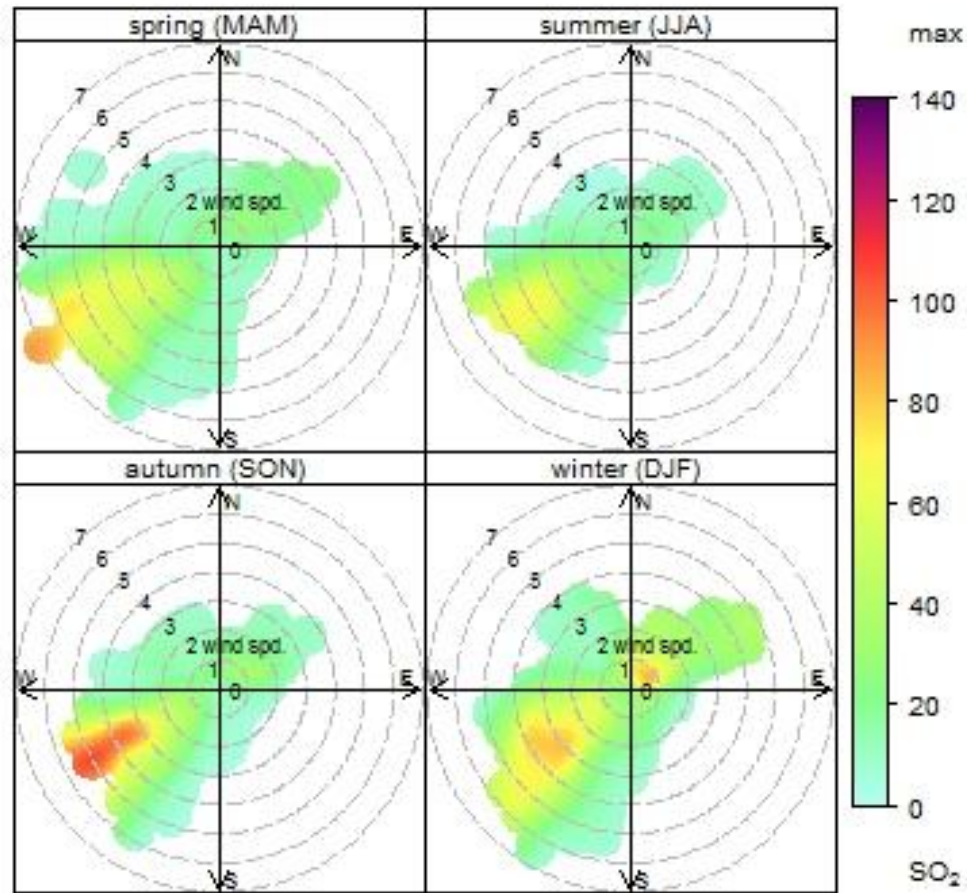 spring (MAM)
summer (JJA)
max
N
7
6
5
4
3
2 wind spd.
1
0
W
E
S
N
7
6
5
4
3
2 wind spd.
1
0
W
E
S
140
120
100
80
60
40
20
0
autumn (SON)
winter (DJF)
N
7
6
5
4
3
2 wind spd.
1
0
W
E
S
N
7
6
5
4
3
2 wind spd.
1
0
W
E
S
SO₂